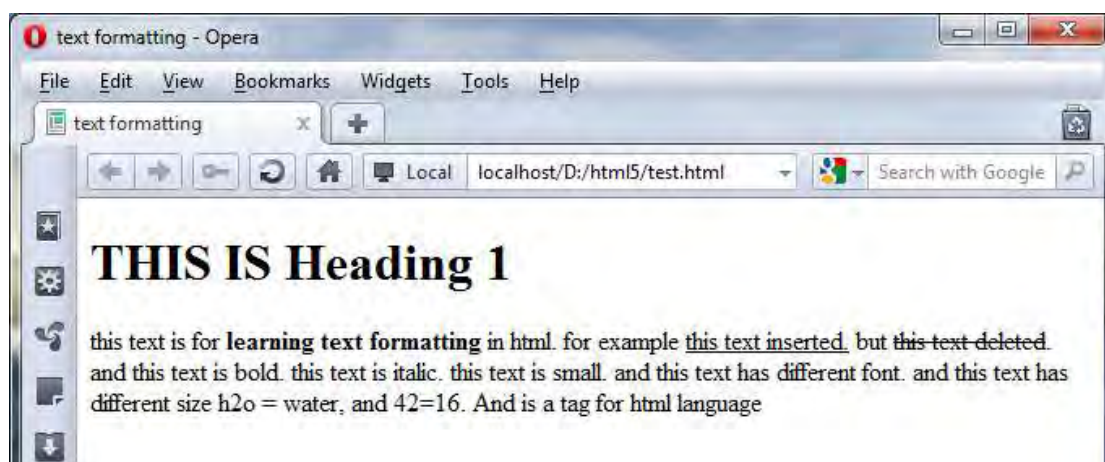 text formatting - Opera
File Edit View Bookmarks Widgets Tools Help
text formatting
Local localhost/D:/html5/test.html Search with Google
THIS IS Heading 1
this text is for learning text formatting in html. for example this text inserted. but this text deleted.
and this text is bold. this text is italic. this text is small. and this text has different font. and this text has
different size h2o = water, and 42=16. And is a tag for html language